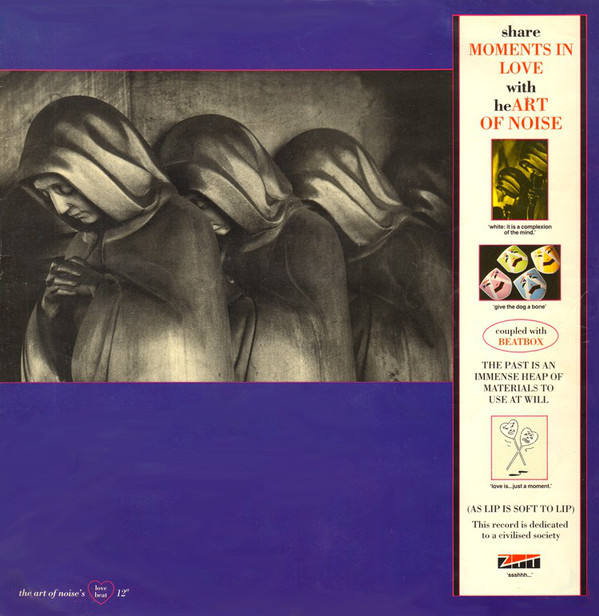 share
MOMENTS IN
LOVE
with
heART
OF NOISE
'white: it is a complexion
of the mind.'
'give the dog a bone'
coupled with
BEATBOX
THE PAST IS AN
IMMENSE HEAP OF
MATERIALS TO
USE AT WILL
'love is...just a moment.'
(AS LIP IS SOFT TO LIP)
This record is dedicated
to a civilised society
ZTT
'ssshhh...'
the art of noise's love beat 12"